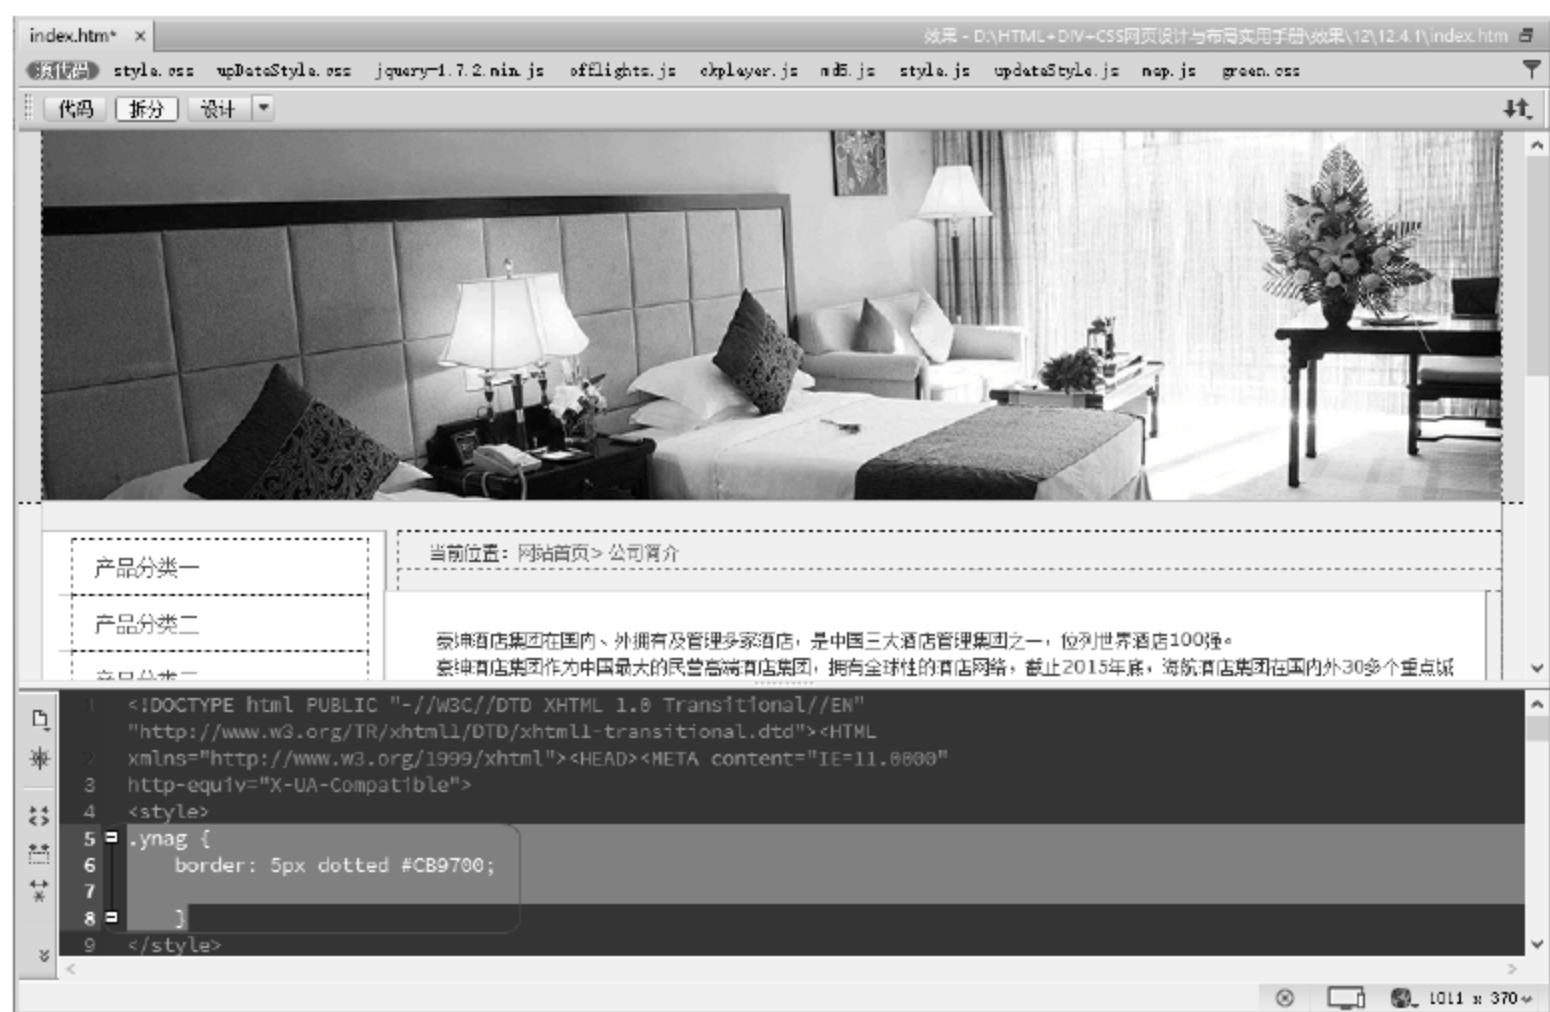 index.htm* ×
效果 - D:\HTML+DIV+CSS网页设计与布局实用手册\效果\12\12.4.1\index.htm
源代码 style.css upDateStyle.css jquery-1.7.2.min.js offlights.js ckplayer.js md5.js style.js updateStyle.js map.js green.css
代码 拆分 设计
当前位置：网站首页> 公司简介
产品分类一
产品分类二
豪绅酒店集团在国内、外拥有及管理多家酒店，是中国三大酒店管理集团之一，位列世界酒店100强。
豪绅酒店集团作为中国最大的民营高端酒店集团，拥有全球性的酒店网络，截止2015年底，海航酒店集团在国内外30多个重点城
1 <!DOCTYPE html PUBLIC "-//W3C//DTD XHTML 1.0 Transitional//EN"
"http://www.w3.org/TR/xhtml1/DTD/xhtml1-transitional.dtd"><HTML
2 xmlns="http://www.w3.org/1999/xhtml"><HEAD><META content="IE=11.0000"
3 http-equiv="X-UA-Compatible">
4 <style>
5 .ynag {
6 border: 5px dotted #CB9700;
7
8 }
9 </style>
1011 x 370